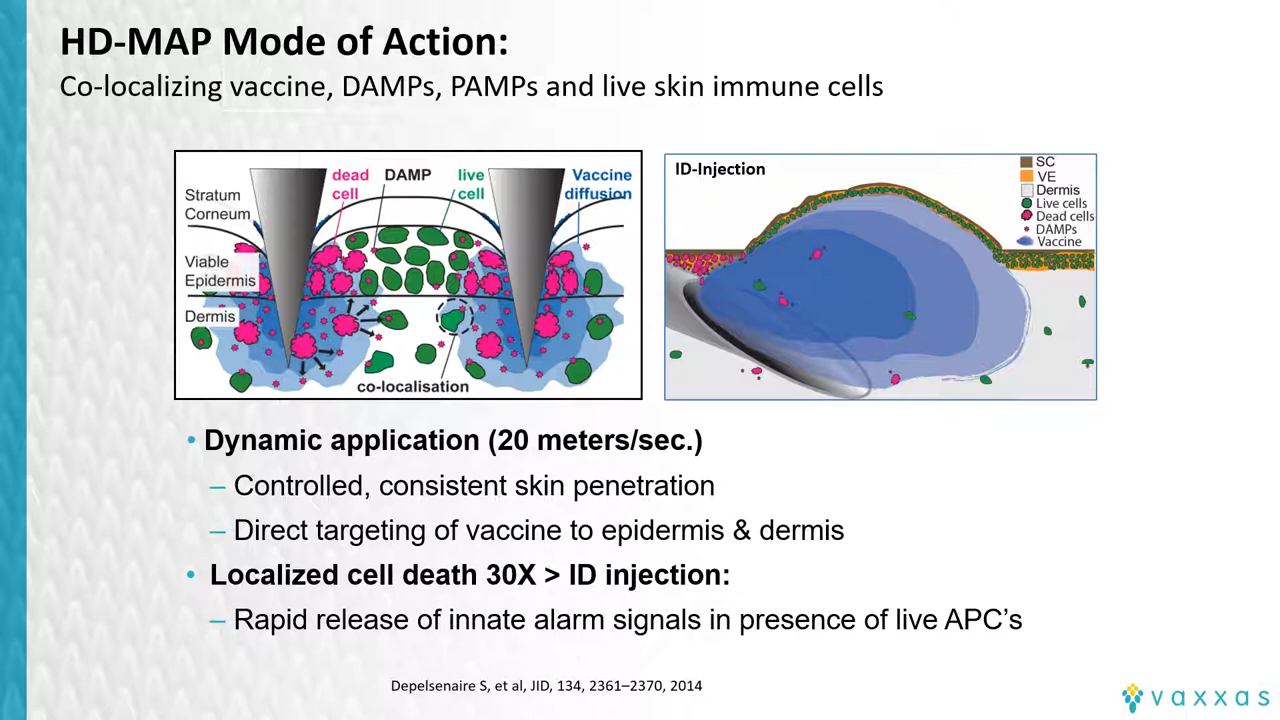 HD-MAP Mode of Action:
Co-localizing vaccine, DAMPs, PAMPs and live skin immune cells
dead
cell
DAMP
live
cell
Vaccine
diffusion
Stratum
Corneum
Viable
Epidermis
Dermis
co-localisation
ID-Injection
SC
VE
Dermis
Live cells
Dead cells
DAMPs
Vaccine
• Dynamic application (20 meters/sec.)
– Controlled, consistent skin penetration
– Direct targeting of vaccine to epidermis & dermis
• Localized cell death 30X > ID injection:
– Rapid release of innate alarm signals in presence of live APC’s
Depelsenaire S, et al, JID, 134, 2361–2370, 2014
vaxxas